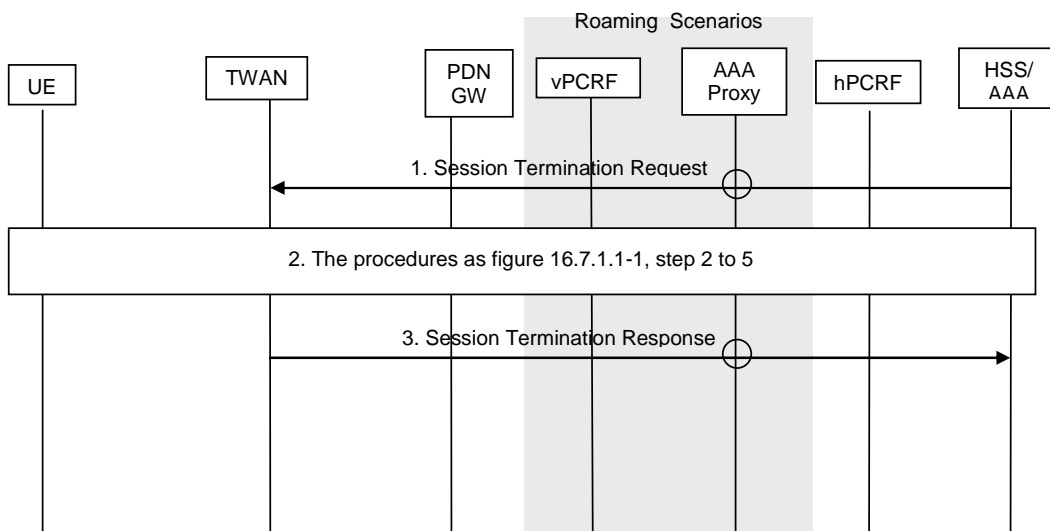 Roaming Scenarios
UE
TWAN
PDN
GW
vPCRF
AAA
Proxy
hPCRF
HSS/
AAA
1. Session Termination Request
2. The procedures as figure 16.7.1.1-1, step 2 to 5
3. Session Termination Response